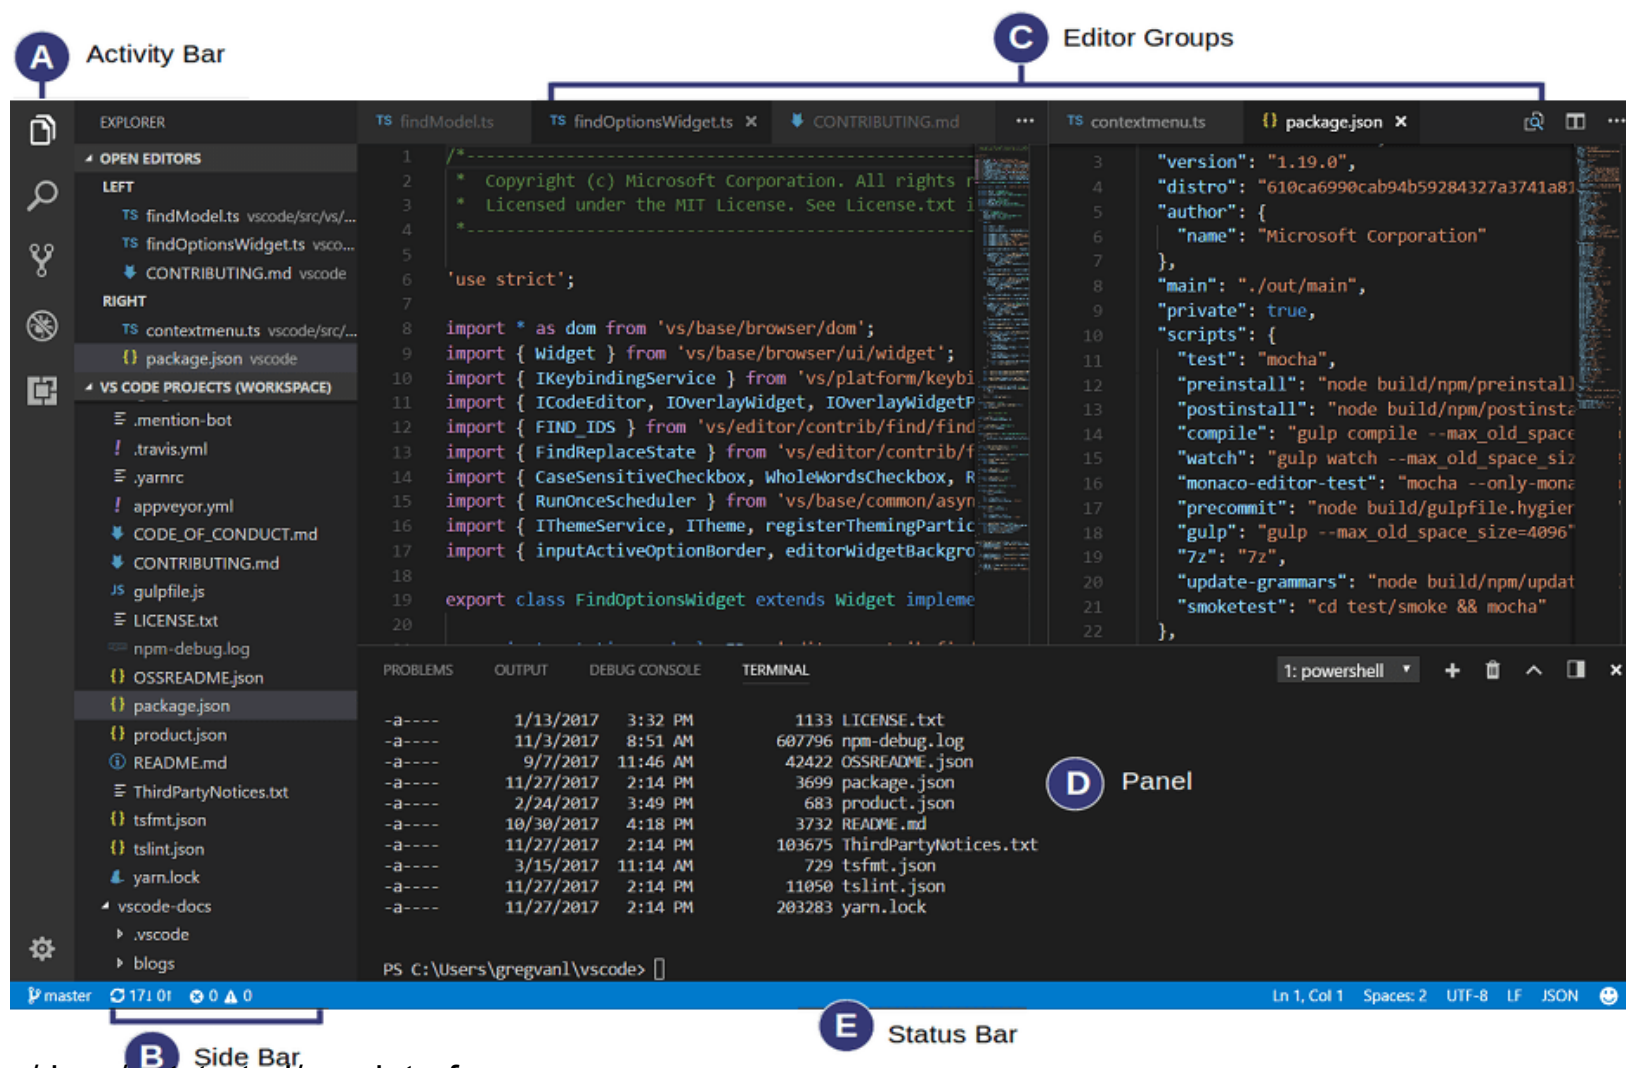 A Activity Bar
C Editor Groups
EXPLORER
OPEN EDITORS
LEFT
TS findModel.ts vscode/src/vs/...
TS findOptionsWidget.ts vsco...
CONTRIBUTING.md vscode
RIGHT
TS contextmenu.ts vscode/src/...
{} package.json vscode
VS CODE PROJECTS (WORKSPACE)
.mention-bot
! .travis.yml
.yarnrc
! appveyor.yml
CODE_OF_CONDUCT.md
CONTRIBUTING.md
JS gulpfile.js
LICENSE.txt
npm-debug.log
{} OSSREADME.json
{} package.json
{} product.json
README.md
ThirdPartyNotices.txt
{} tsfmt.json
{} tslint.json
yarn.lock
vscode-docs
.vscode
blogs
TS findModel.ts TS findOptionsWidget.ts × CONTRIBUTING.md ...
1 /*------------------------------------------------------
2 * Copyright (c) Microsoft Corporation. All rights r
3 * Licensed under the MIT License. See License.txt i
4 *-----------------------------------------------------
5
6 'use strict';
7
8 import * as dom from 'vs/base/browser/dom';
9 import { Widget } from 'vs/base/browser/ui/widget';
10 import { IKeybindingService } from 'vs/platform/keybi
11 import { ICodeEditor, IOverlayWidget, IOverlayWidgetP
12 import { FIND_IDS } from 'vs/editor/contrib/find/find
13 import { FindReplaceState } from 'vs/editor/contrib/f
14 import { CaseSensitiveCheckbox, WholeWordsCheckbox, R
15 import { RunOnceScheduler } from 'vs/base/common/asyn
16 import { IThemeService, ITheme, registerThemingPartic
17 import { inputActiveOptionBorder, editorWidgetBackgro
18
19 export class FindOptionsWidget extends Widget impleme
20
TS contextmenu.ts {} package.json × ...
3 "version": "1.19.0",
4 "distro": "610ca6990cab94b59284327a3741a81
5 "author": {
6 "name": "Microsoft Corporation"
7 },
8 "main": "./out/main",
9 "private": true,
10 "scripts": {
11 "test": "mocha",
12 "preinstall": "node build/npm/preinstall
13 "postinstall": "node build/npm/postinsta
14 "compile": "gulp compile --max_old_space
15 "watch": "gulp watch --max_old_space_siz
16 "monaco-editor-test": "mocha --only-mona
17 "precommit": "node build/gulpfile.hygien
18 "gulp": "gulp --max_old_space_size=4096"
19 "7z": "7z",
20 "update-grammars": "node build/npm/updat
21 "smoketest": "cd test/smoke && mocha"
22 },
PROBLEMS OUTPUT DEBUG CONSOLE TERMINAL 1: powershell
-a---- 1/13/2017 3:32 PM 1133 LICENSE.txt
-a---- 11/3/2017 8:51 AM 607796 npm-debug.log
-a---- 9/7/2017 11:46 AM 42422 OSSREADME.json
-a---- 11/27/2017 2:14 PM 3699 package.json
-a---- 2/24/2017 3:49 PM 683 product.json
-a---- 10/30/2017 4:18 PM 3732 README.md
-a---- 11/27/2017 2:14 PM 103675 ThirdPartyNotices.txt
-a---- 3/15/2017 11:14 AM 729 tsfmt.json
-a---- 11/27/2017 2:14 PM 11050 tslint.json
-a---- 11/27/2017 2:14 PM 203283 yarn.lock
D Panel
PS C:\Users\gregvanl\vscode>
master 17↓ 0↑ 0 0 Ln 1, Col 1 Spaces: 2 UTF-8 LF JSON
B Side Bar
E Status Bar